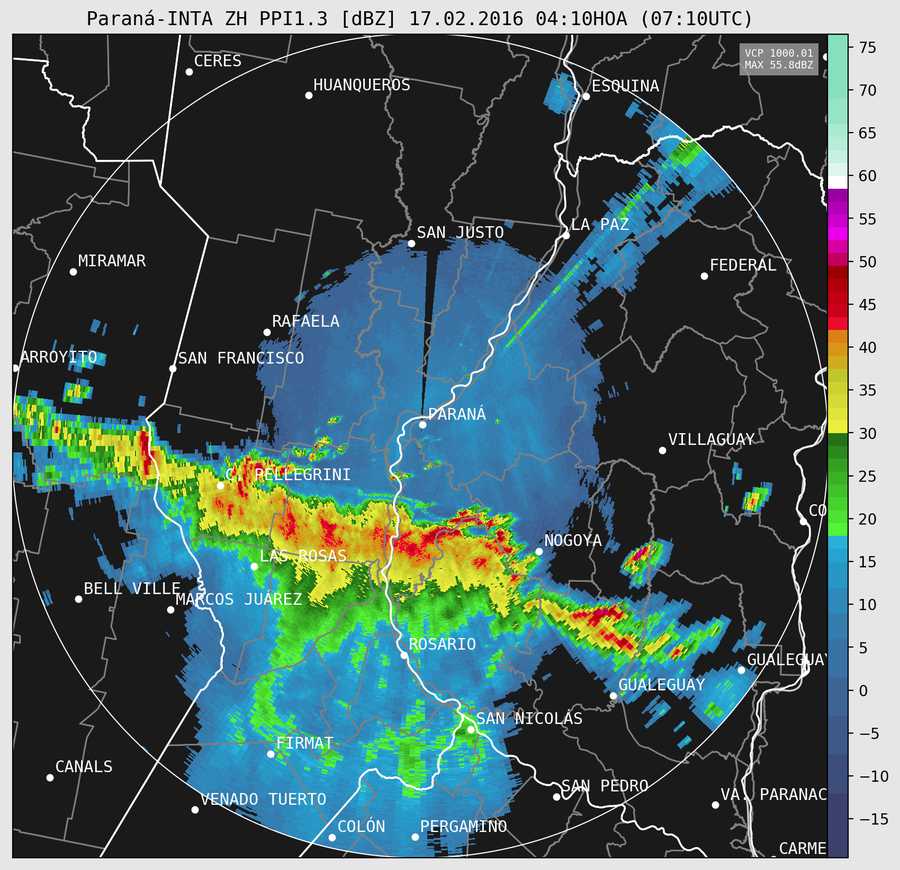 Paraná-INTA ZH PPI1.3 [dBZ] 17.02.2016 04:10HOA (07:10UTC)
VCP 1000.01
MAX 55.8dBZ
CERES
HUANQUEROS
ESQUINA
SAN JUSTO
LA PAZ
MIRAMAR
FEDERAL
RAFAELA
ARROYITO
SAN FRANCISCO
PARANÁ
VILLAGUAY
C. PELLEGRINI
CO
NOGOYA
LAS ROSAS
BELL VILLE
MARCOS JUÁREZ
ROSARIO
GUALEGUAY
GUALEGUAY
SAN NICOLÁS
FIRMAT
CANALS
SAN PEDRO
VENADO TUERTO
VA. PARANAC
COLÓN
PERGAMINO
CARME
75
70
65
60
55
50
45
40
35
30
25
20
15
10
5
0
−5
−10
−15